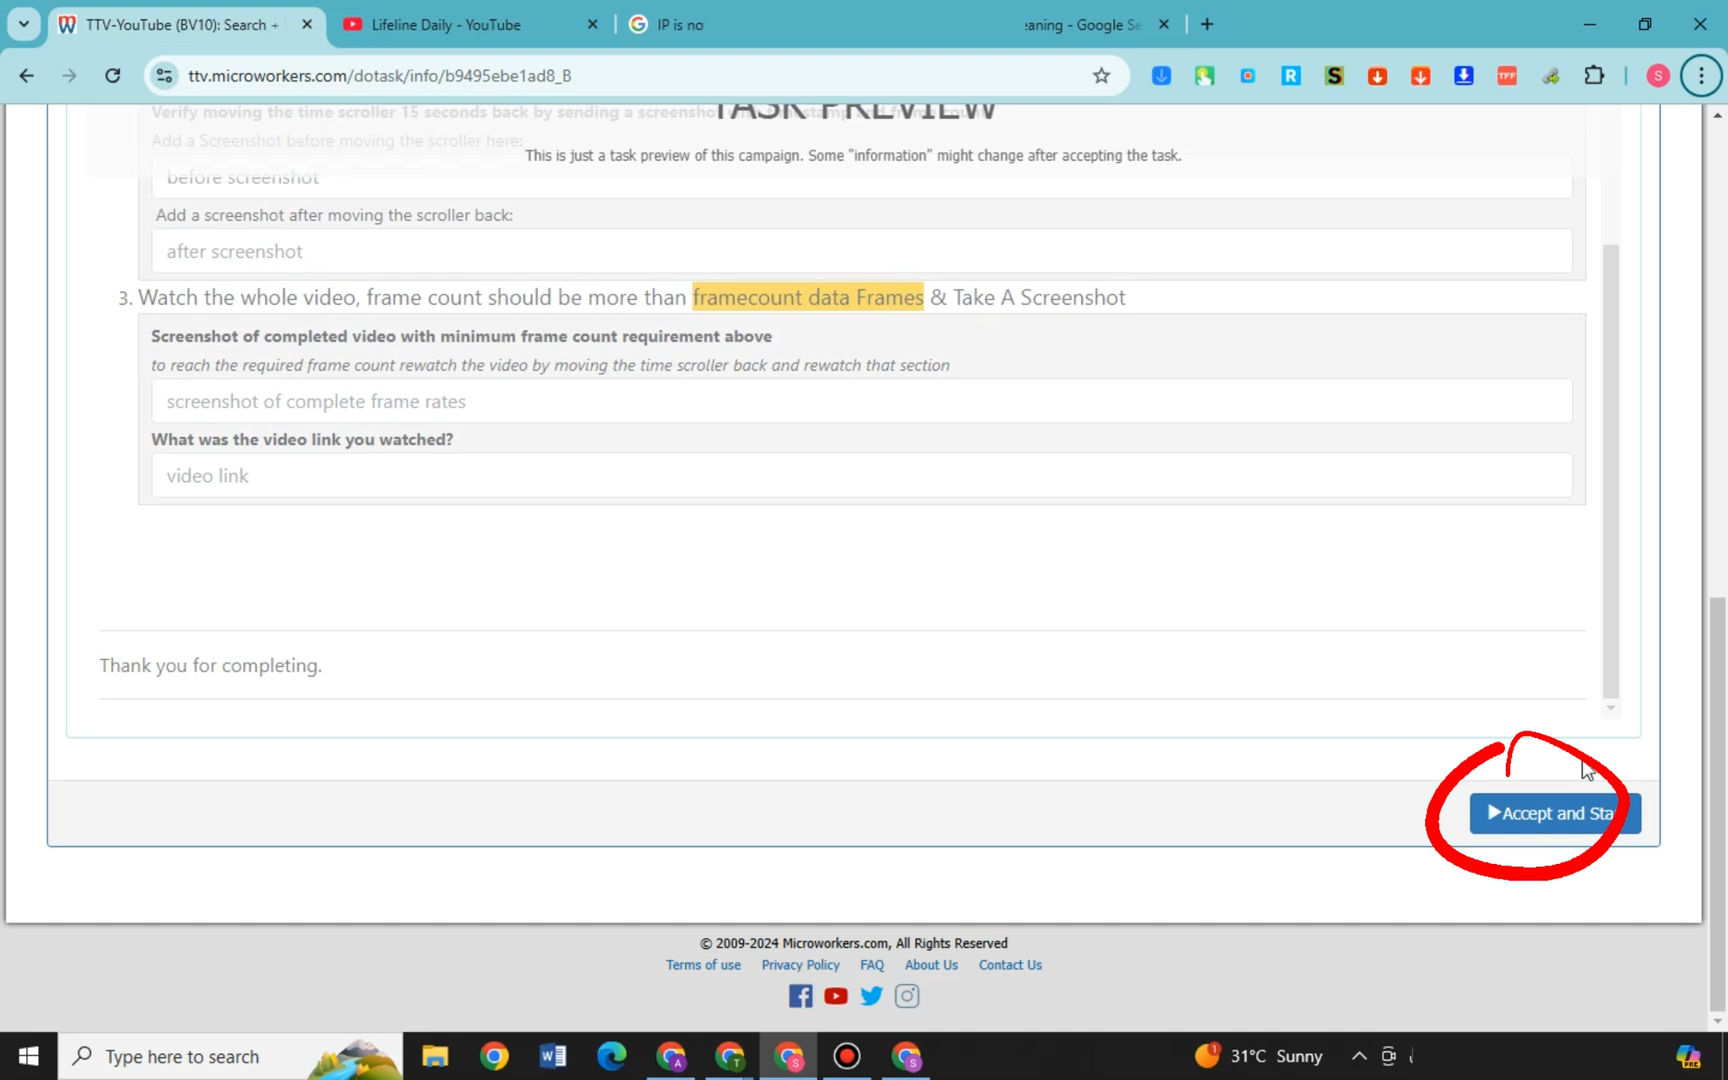 TTV-YouTube (BV10): Search +
Lifeline Daily - YouTube
IP is no
aning - Google Se
ttv.microworkers.com/dotask/info/b9495ebe1ad8_B
TASK PREVIEW
Verify moving the time scroller 15 seconds back by sending a screenshot
Add a Screenshot before moving the scroller here:
This is just a task preview of this campaign. Some "information" might change after accepting the task.
before screenshot
Add a screenshot after moving the scroller back:
after screenshot
3. Watch the whole video, frame count should be more than framecount data Frames & Take A Screenshot
Screenshot of completed video with minimum frame count requirement above
to reach the required frame count rewatch the video by moving the time scroller back and rewatch that section
screenshot of complete frame rates
What was the video link you watched?
video link
Thank you for completing.
Accept and Sta
© 2009-2024 Microworkers.com, All Rights Reserved
Terms of use Privacy Policy FAQ About Us Contact Us
Type here to search
31°C Sunny